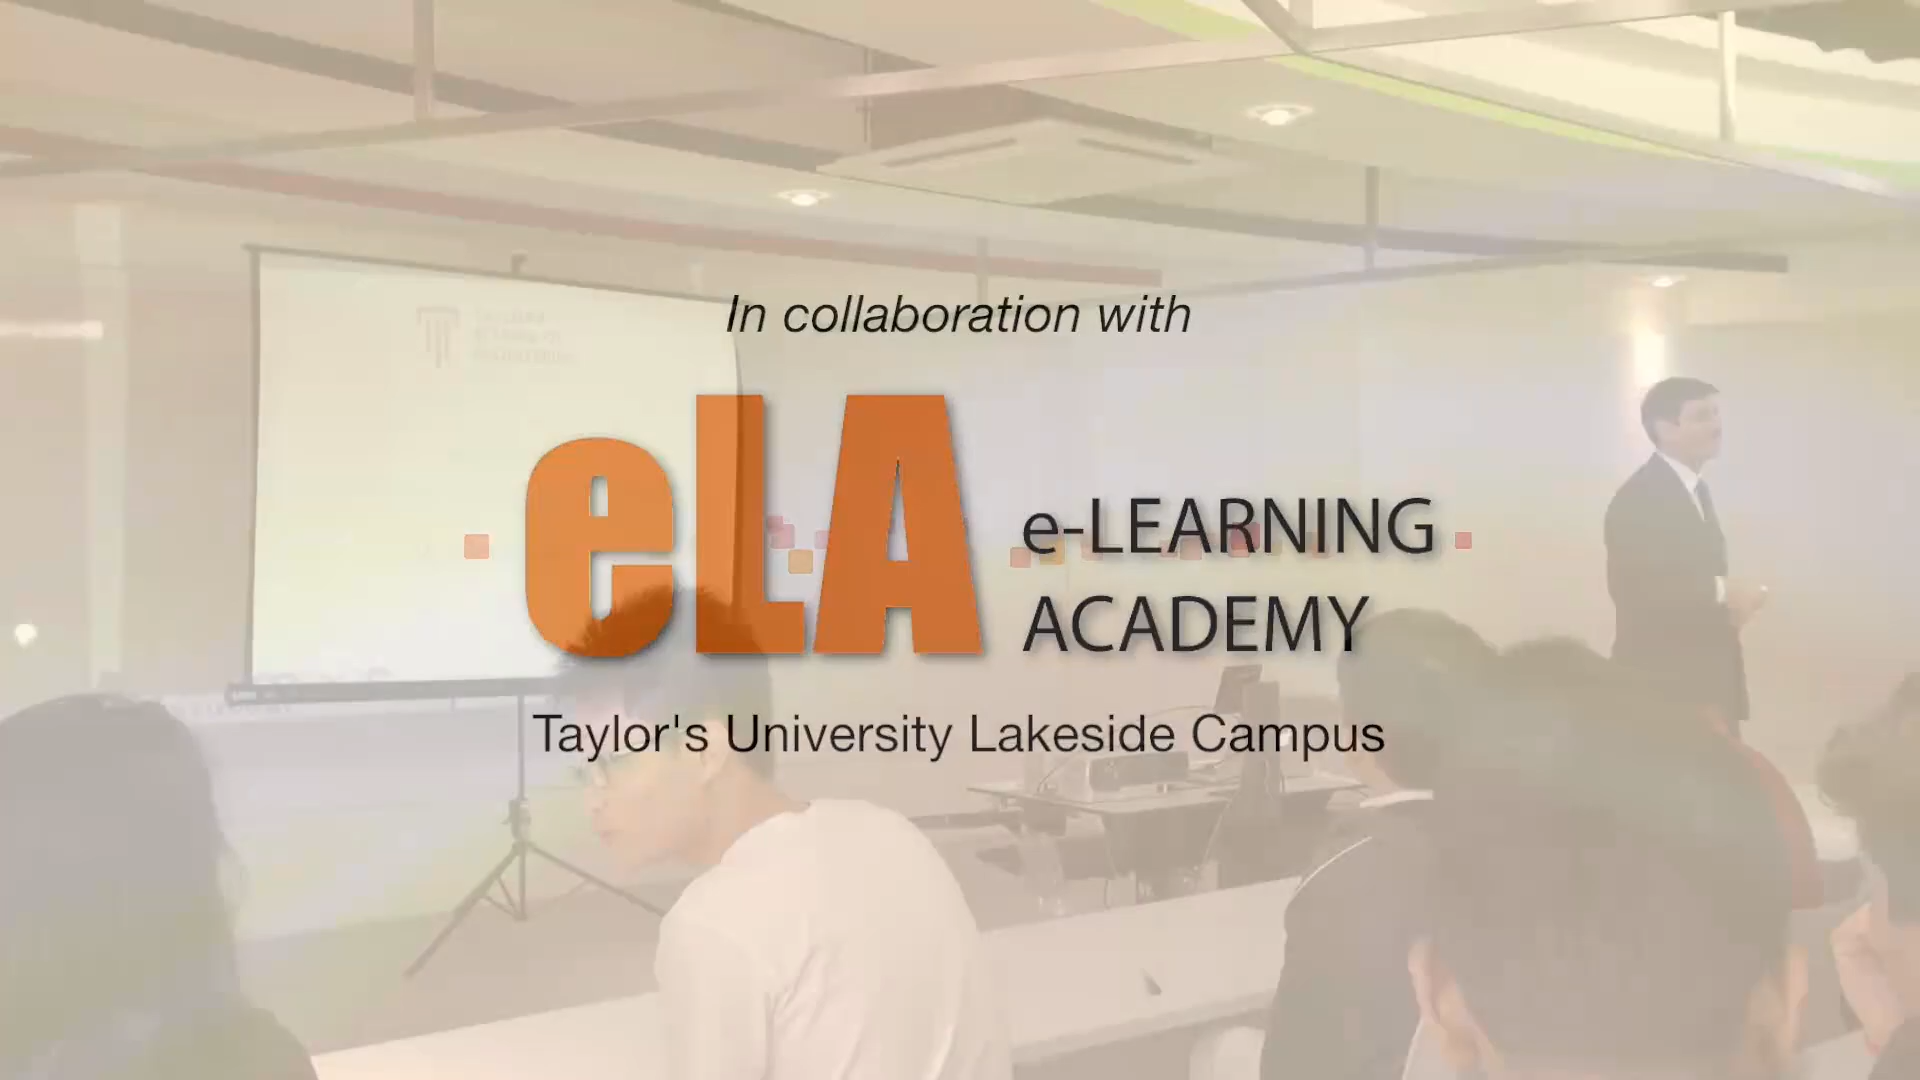 In collaboration with
eLA
e-LEARNING
ACADEMY
Taylor's University Lakeside Campus